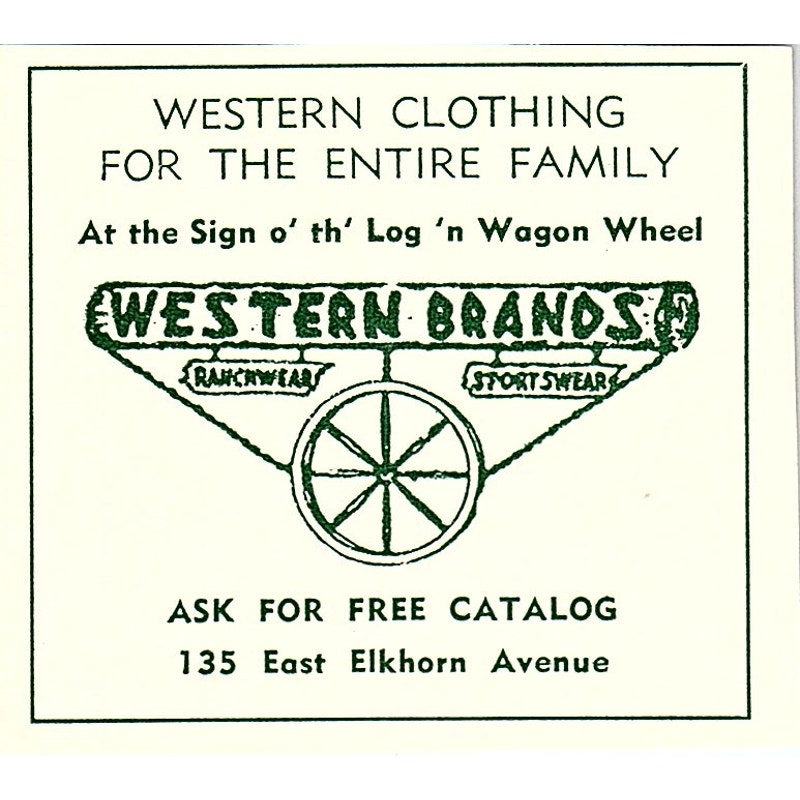 WESTERN CLOTHING
FOR THE ENTIRE FAMILY
At the Sign o' th' Log 'n Wagon Wheel
WESTERN BRANDS
RANCHWEAR SPORTSWEAR
ASK FOR FREE CATALOG
135 East Elkhorn Avenue